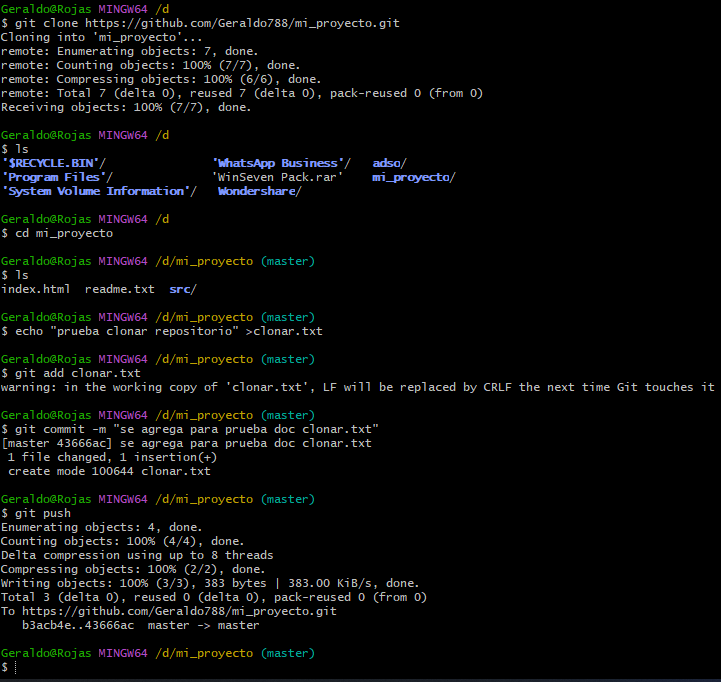 Geraldo@Rojas MINGW64 /d
$ git clone https://github.com/Geraldo788/mi_proyecto.git
Cloning into 'mi_proyecto'...
remote: Enumerating objects: 7, done.
remote: Counting objects: 100% (7/7), done.
remote: Compressing objects: 100% (6/6), done.
remote: Total 7 (delta 0), reused 7 (delta 0), pack-reused 0 (from 0)
Receiving objects: 100% (7/7), done.
Geraldo@Rojas MINGW64 /d
$ ls
'$RECYCLE.BIN'/ 'WhatsApp Business'/ adso/
'Program Files'/ 'WinSeven Pack.rar' mi_proyecto/
'System Volume Information'/ Wondershare/
Geraldo@Rojas MINGW64 /d
$ cd mi_proyecto
Geraldo@Rojas MINGW64 /d/mi_proyecto (master)
$ ls
index.html readme.txt src/
Geraldo@Rojas MINGW64 /d/mi_proyecto (master)
$ echo "prueba clonar repositorio" >clonar.txt
Geraldo@Rojas MINGW64 /d/mi_proyecto (master)
$ git add clonar.txt
warning: in the working copy of 'clonar.txt', LF will be replaced by CRLF the next time Git touches it
Geraldo@Rojas MINGW64 /d/mi_proyecto (master)
$ git commit -m "se agrega para prueba doc clonar.txt"
[master 43666ac] se agrega para prueba doc clonar.txt
1 file changed, 1 insertion(+)
create mode 100644 clonar.txt
Geraldo@Rojas MINGW64 /d/mi_proyecto (master)
$ git push
Enumerating objects: 4, done.
Counting objects: 100% (4/4), done.
Delta compression using up to 8 threads
Compressing objects: 100% (2/2), done.
Writing objects: 100% (3/3), 383 bytes | 383.00 KiB/s, done.
Total 3 (delta 0), reused 0 (delta 0), pack-reused 0 (from 0)
To https://github.com/Geraldo788/mi_proyecto.git
b3acb4e..43666ac master -> master
Geraldo@Rojas MINGW64 /d/mi_proyecto (master)
$